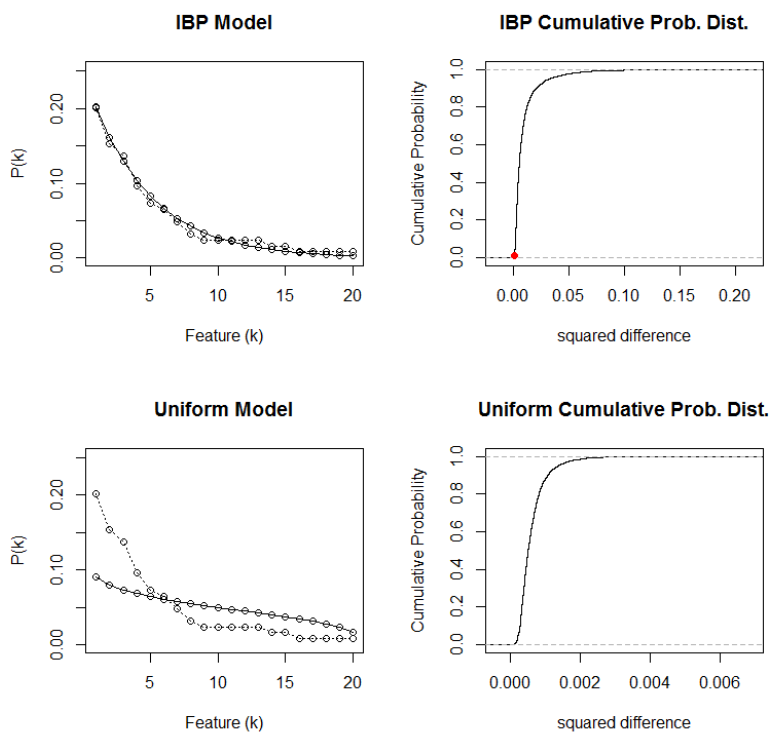 IBP Model
P(k)
0.20
0.10
0.00
5 10 15 20
Feature (k)
IBP Cumulative Prob. Dist.
Cumulative Probability
1.0
0.8
0.6
0.4
0.2
0.0
0.00 0.05 0.10 0.15 0.20
squared difference
Uniform Model
P(k)
0.20
0.10
0.00
5 10 15 20
Feature (k)
Uniform Cumulative Prob. Dist.
Cumulative Probability
1.0
0.8
0.6
0.4
0.2
0.0
0.000 0.002 0.004 0.006
squared difference